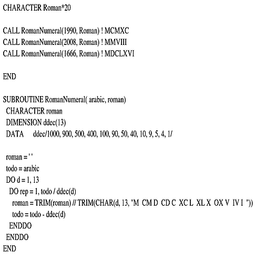 CHARACTER Roman*20
CALL RomanNumeral(1990, Roman) ! MCMXC
CALL RomanNumeral(2008, Roman) ! MMVIII
CALL RomanNumeral(1666, Roman) ! MDCLXVI
END
SUBROUTINE RomanNumeral( arabic, roman)
CHARACTER roman
DIMENSION ddec(13)
DATA ddec/1000, 900, 500, 400, 100, 90, 50, 40, 10, 9, 5, 4, 1/
roman = ""
todo = arabic
DO d = 1, 13
DO rep = 1, todo / ddec(d)
roman = TRIM(roman) // TRIM(CHAR(d, 13, "M CM D CD C XC L XL X OX V IV I "))
todo = todo - ddec(d)
ENDDO
ENDDO
END